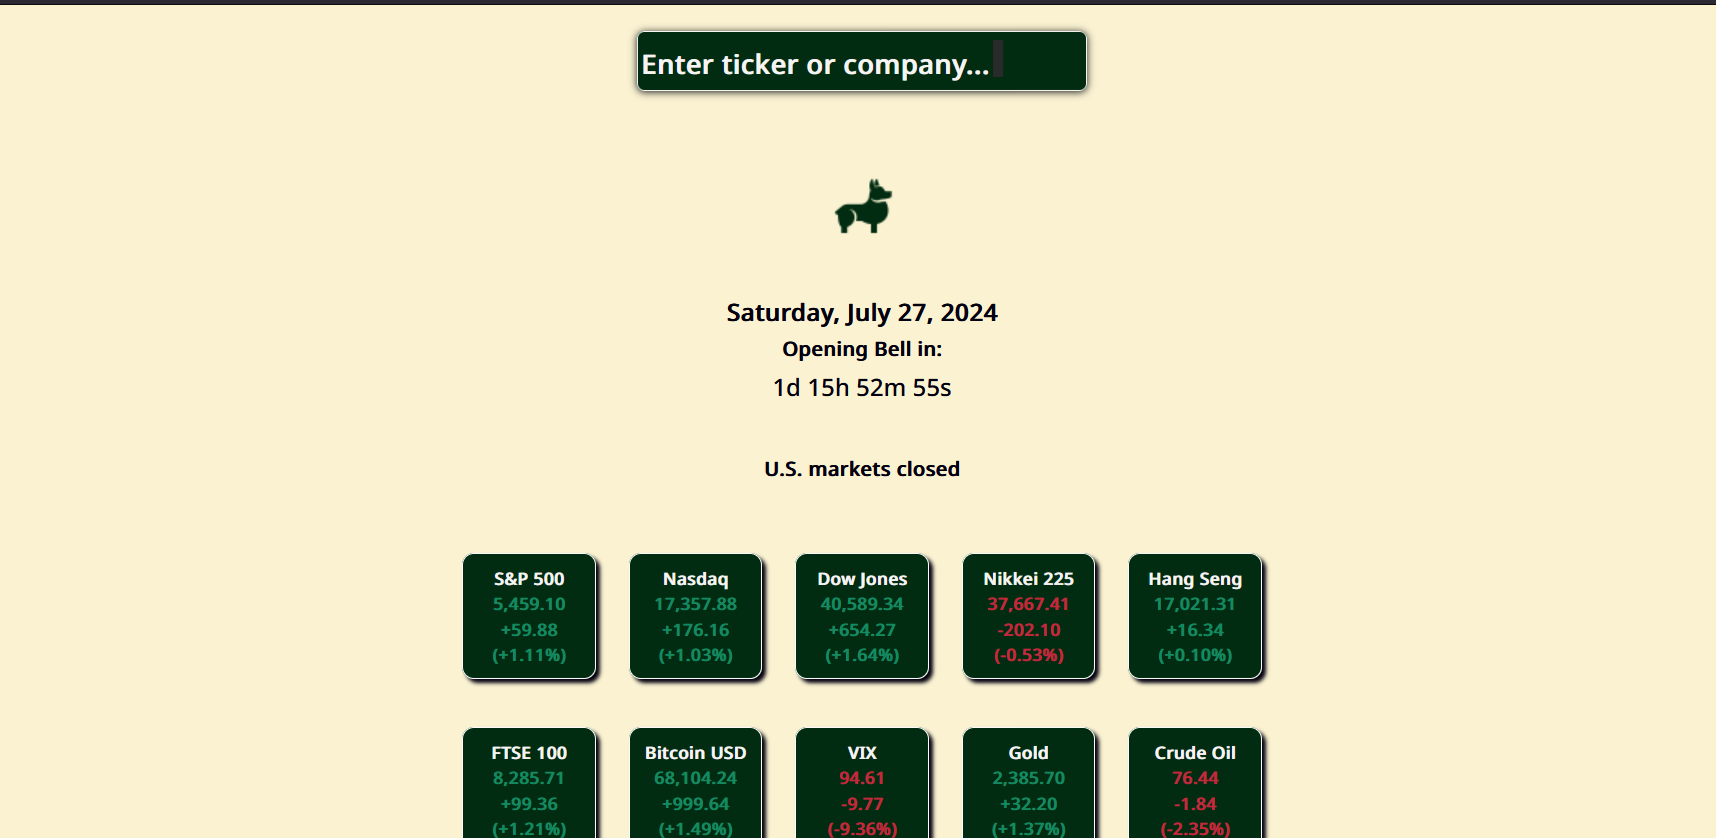 Enter ticker or company...
Saturday, July 27, 2024
Opening Bell in:
1d 15h 52m 55s
U.S. markets closed
S&P 500
5,459.10
+59.88
(+1.11%)
Nasdaq
17,357.88
+176.16
(+1.03%)
Dow Jones
40,589.34
+654.27
(+1.64%)
Nikkei 225
37,667.41
-202.10
(-0.53%)
Hang Seng
17,021.31
+16.34
(+0.10%)
FTSE 100
8,285.71
+99.36
(+1.21%)
Bitcoin USD
68,104.24
+999.64
(+1.49%)
VIX
94.61
-9.77
(-9.36%)
Gold
2,385.70
+32.20
(+1.37%)
Crude Oil
76.44
-1.84
(-2.35%)